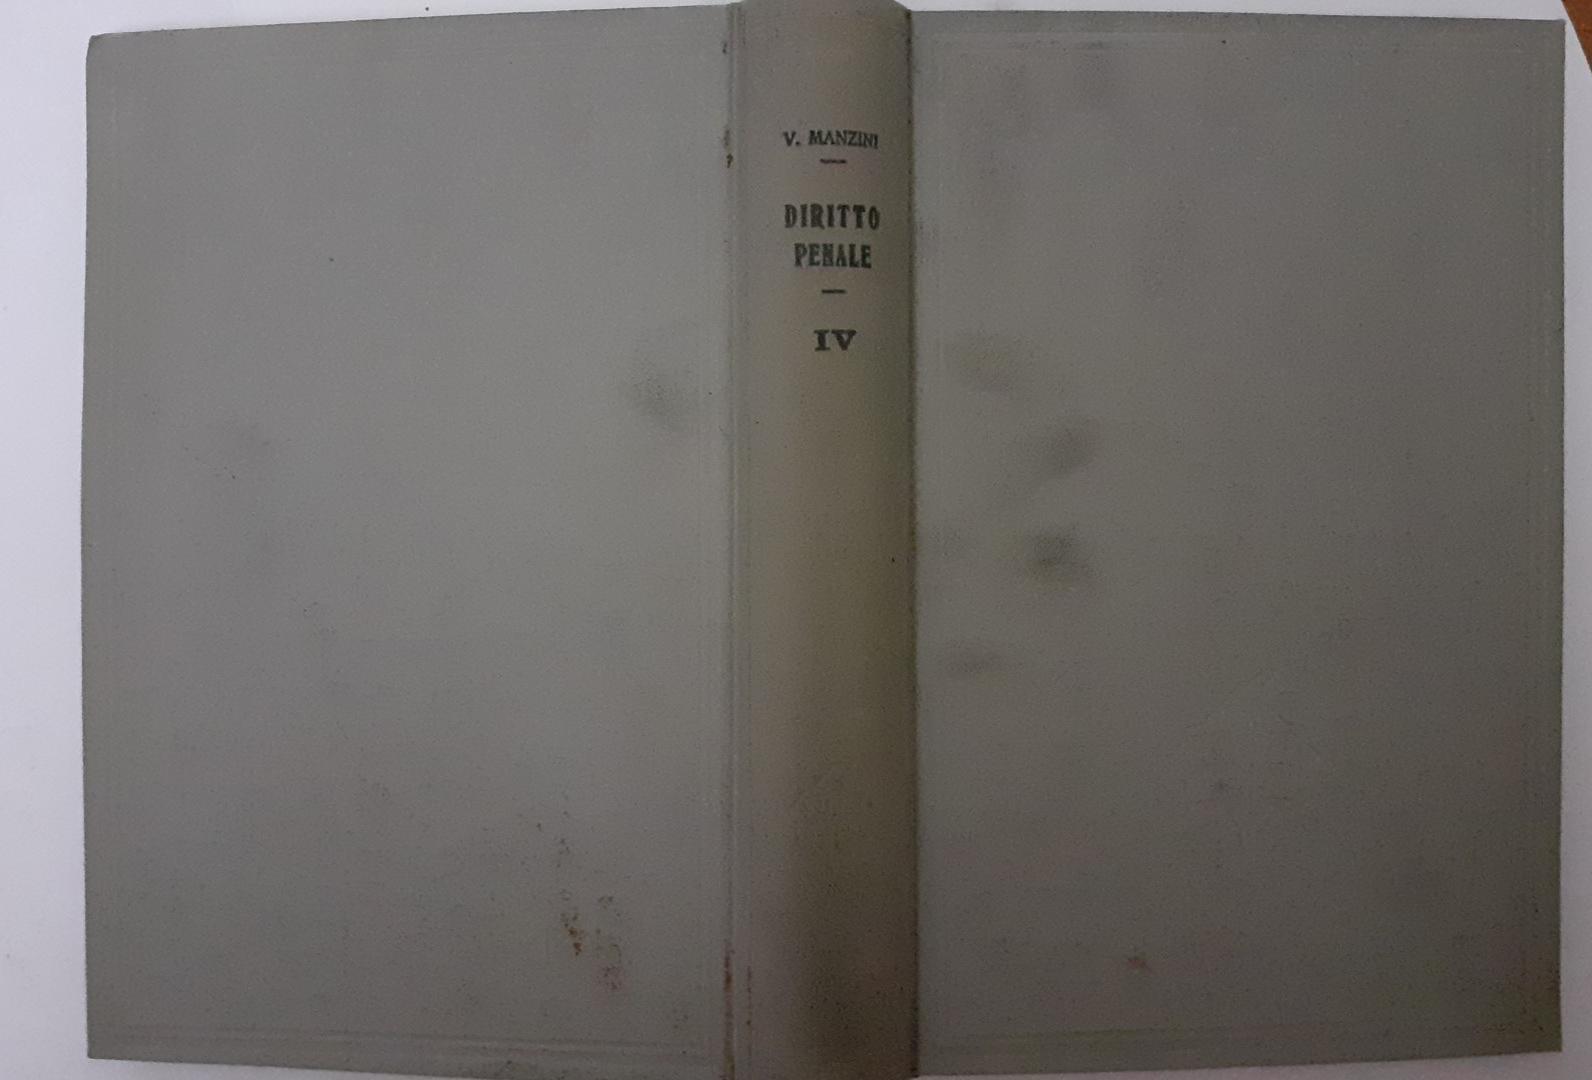 V. MANZINI
DIRITTO
PENALE
IV